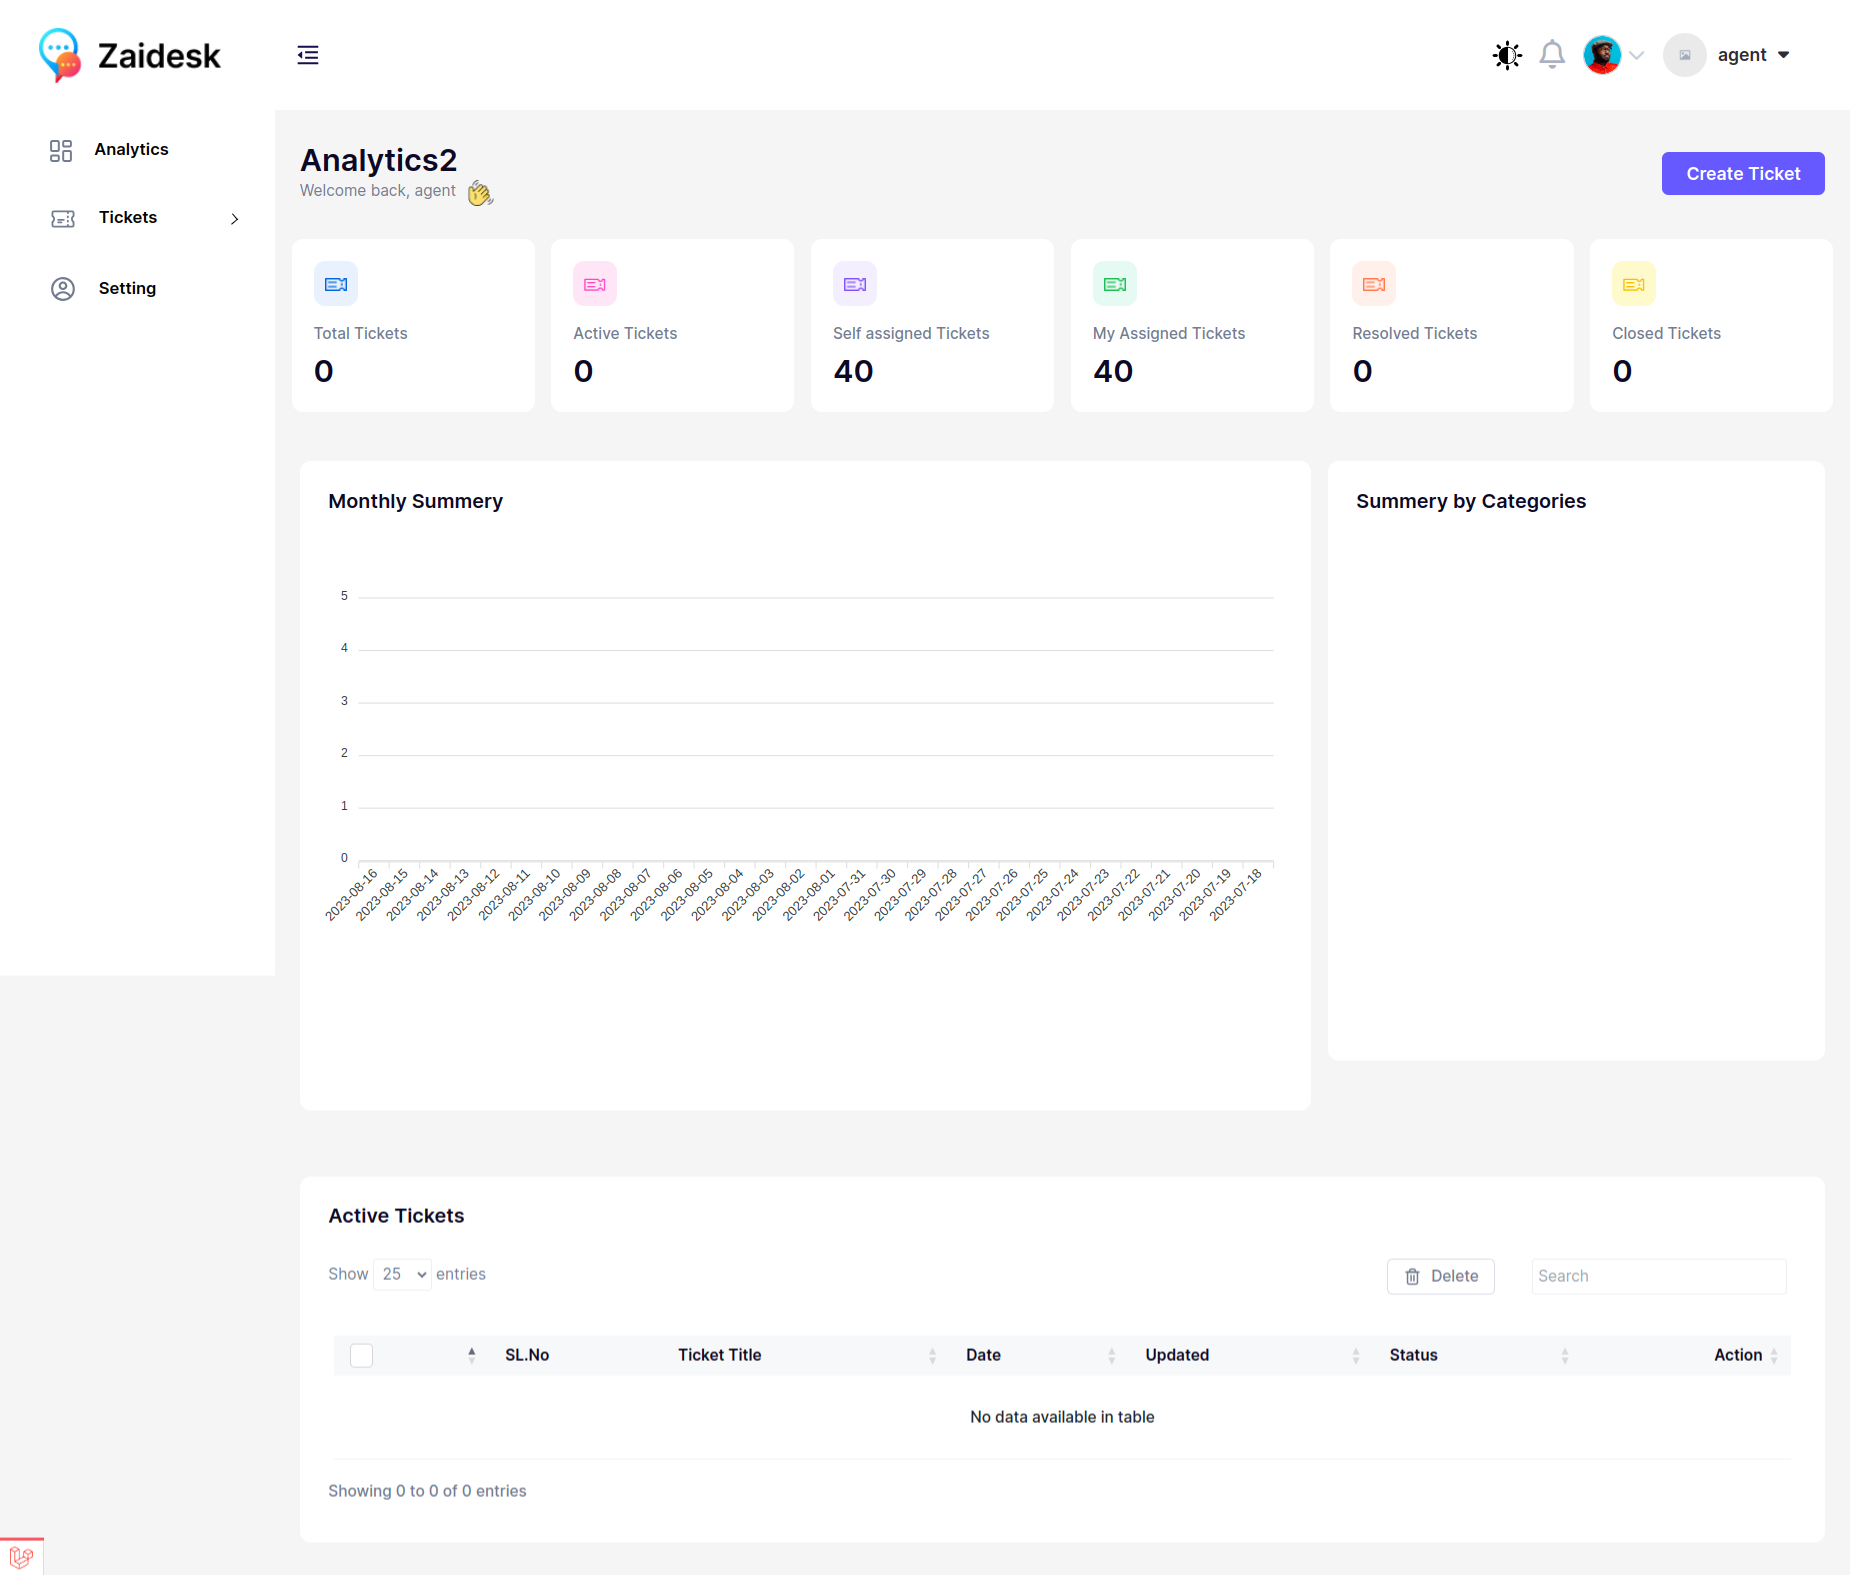 Zaidesk
agent
Analytics
Tickets
Setting
Analytics2
Welcome back, agent
Create Ticket
Total Tickets
0
Active Tickets
0
Self assigned Tickets
40
My Assigned Tickets
40
Resolved Tickets
0
Closed Tickets
0
Monthly Summery
5
4
3
2
1
0
2023-08-16
2023-08-15
2023-08-14
2023-08-13
2023-08-12
2023-08-11
2023-08-10
2023-08-09
2023-08-08
2023-08-07
2023-08-06
2023-08-05
2023-08-04
2023-08-03
2023-08-02
2023-08-01
2023-07-31
2023-07-30
2023-07-29
2023-07-28
2023-07-27
2023-07-26
2023-07-25
2023-07-24
2023-07-23
2023-07-22
2023-07-21
2023-07-20
2023-07-19
2023-07-18
Summery by Categories
Active Tickets
Show 25 entries
Delete
Search
SL.No Ticket Title Date Updated Status Action
No data available in table
Showing 0 to 0 of 0 entries